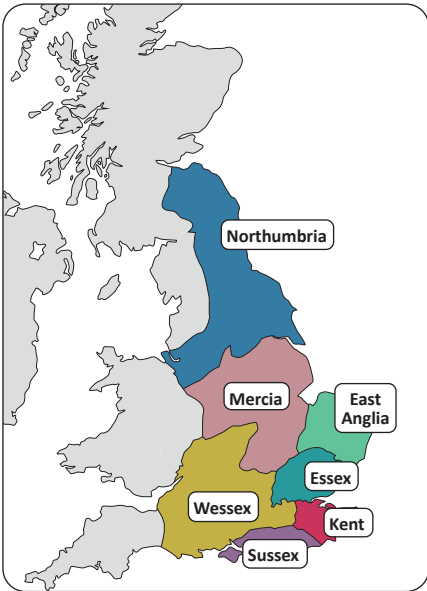 Northumbria
Mercia
East
Anglia
Essex
Wessex
Kent
Sussex